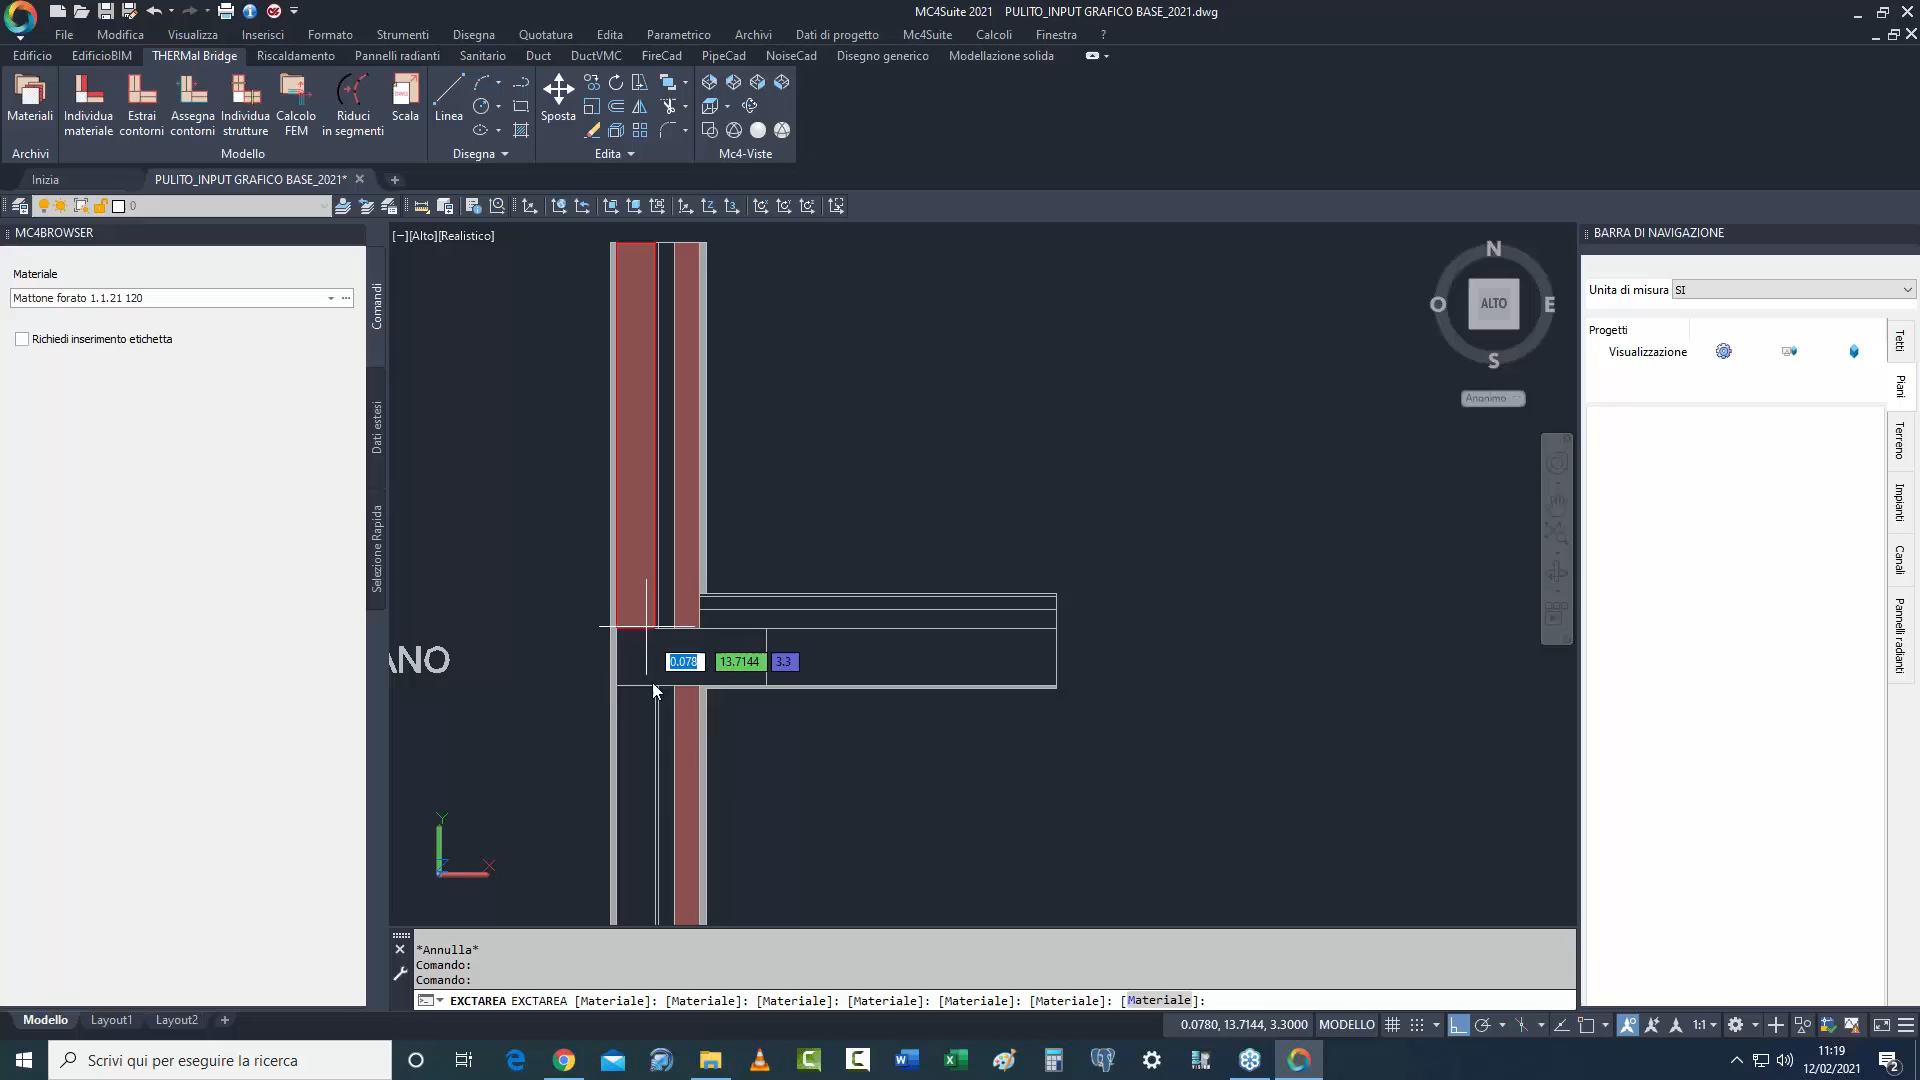 MC4Suite 2021 PULITO_INPUT GRAFICO BASE_2021.dwg
File Modifica Visualizza Inserisci Formato Strumenti Disegna Quotatura Edita Parametrico Archivi Dati di progetto Mc4Suite Calcoli Finestra ?
Edificio EdificioBIM THERMal Bridge Riscaldamento Pannelli radianti Sanitario Duct DuctVMC FireCad PipeCad NoiseCad Disegno generico Modellazione solida
Materiali Individua materiale Estrai contorni Assegna contorni Individua strutture Calcolo FEM Riduci in segmenti Scala Linea Sposta
Archivi Modello Disegna Edita Mc4-Viste
Inizia PULITO_INPUT GRAFICO BASE_2021*
0
MC4BROWSER
Materiale
Mattone forato 1.1.21 120
Richiedi inserimento etichetta
Comandi
Dati estesi
Selezione Rapida
[−][Alto][Realistico]
ANO
0.078 13.7144 3.3
Y
X
Z
N
O ALTO E
S
Anonimo
BARRA DI NAVIGAZIONE
Unita di misura SI
Progetti
Visualizzazione
Tetti
Piani
Terreno
Impianti
Canali
Pannelli radianti
*Annulla*
Comando:
Comando:
EXCTAREA EXCTAREA [Materiale]: [Materiale]: [Materiale]: [Materiale]: [Materiale]: [Materiale]: [Materiale]:
Modello Layout1 Layout2
0.0780, 13.7144, 3.3000 MODELLO 1:1
Scrivi qui per eseguire la ricerca
11:19
12/02/2021
2